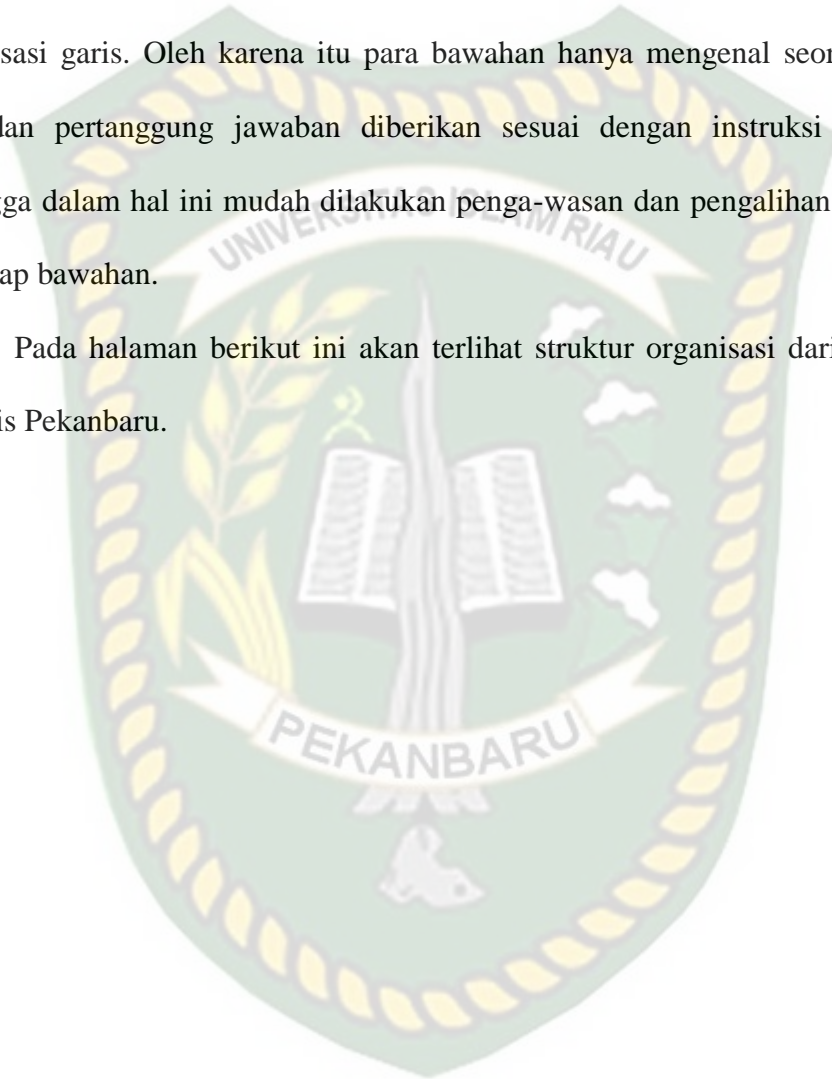 sasi garis. Oleh karena itu para bawahan hanya mengenal seor
dan pertanggung jawaban diberikan sesuai dengan instruksi
gga dalam hal ini mudah dilakukan penga-wasan dan pengalihan
ap bawahan.
Pada halaman berikut ini akan terlihat struktur organisasi dari
is Pekanbaru.
UNIVERSITAS ISLAM RIAU
PEKANBARU